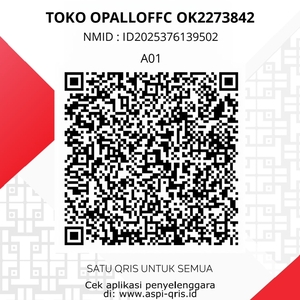 TOKO OPALLOFFC OK2273842
NMID : ID2025376139502
A01
SATU QRIS UNTUK SEMUA
Cek aplikasi penyelenggara
di: www.aspi-qris.id